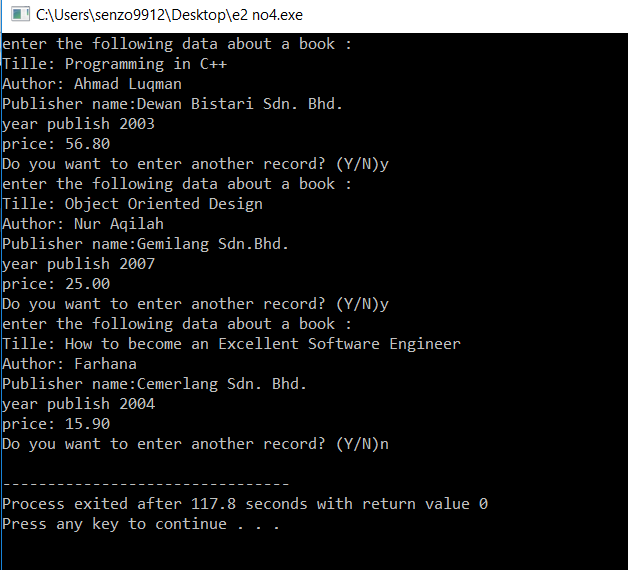 C:\Users\senzo9912\Desktop\e2 no4.exe
enter the following data about a book :
Tille: Programming in C++
Author: Ahmad Luqman
Publisher name:Dewan Bistari Sdn. Bhd.
year publish 2003
price: 56.80
Do you want to enter another record? (Y/N)y
enter the following data about a book :
Tille: Object Oriented Design
Author: Nur Aqilah
Publisher name:Gemilang Sdn.Bhd.
year publish 2007
price: 25.00
Do you want to enter another record? (Y/N)y
enter the following data about a book :
Tille: How to become an Excellent Software Engineer
Author: Farhana
Publisher name:Cemerlang Sdn. Bhd.
year publish 2004
price: 15.90
Do you want to enter another record? (Y/N)n
--------------------------------
Process exited after 117.8 seconds with return value 0
Press any key to continue . . .